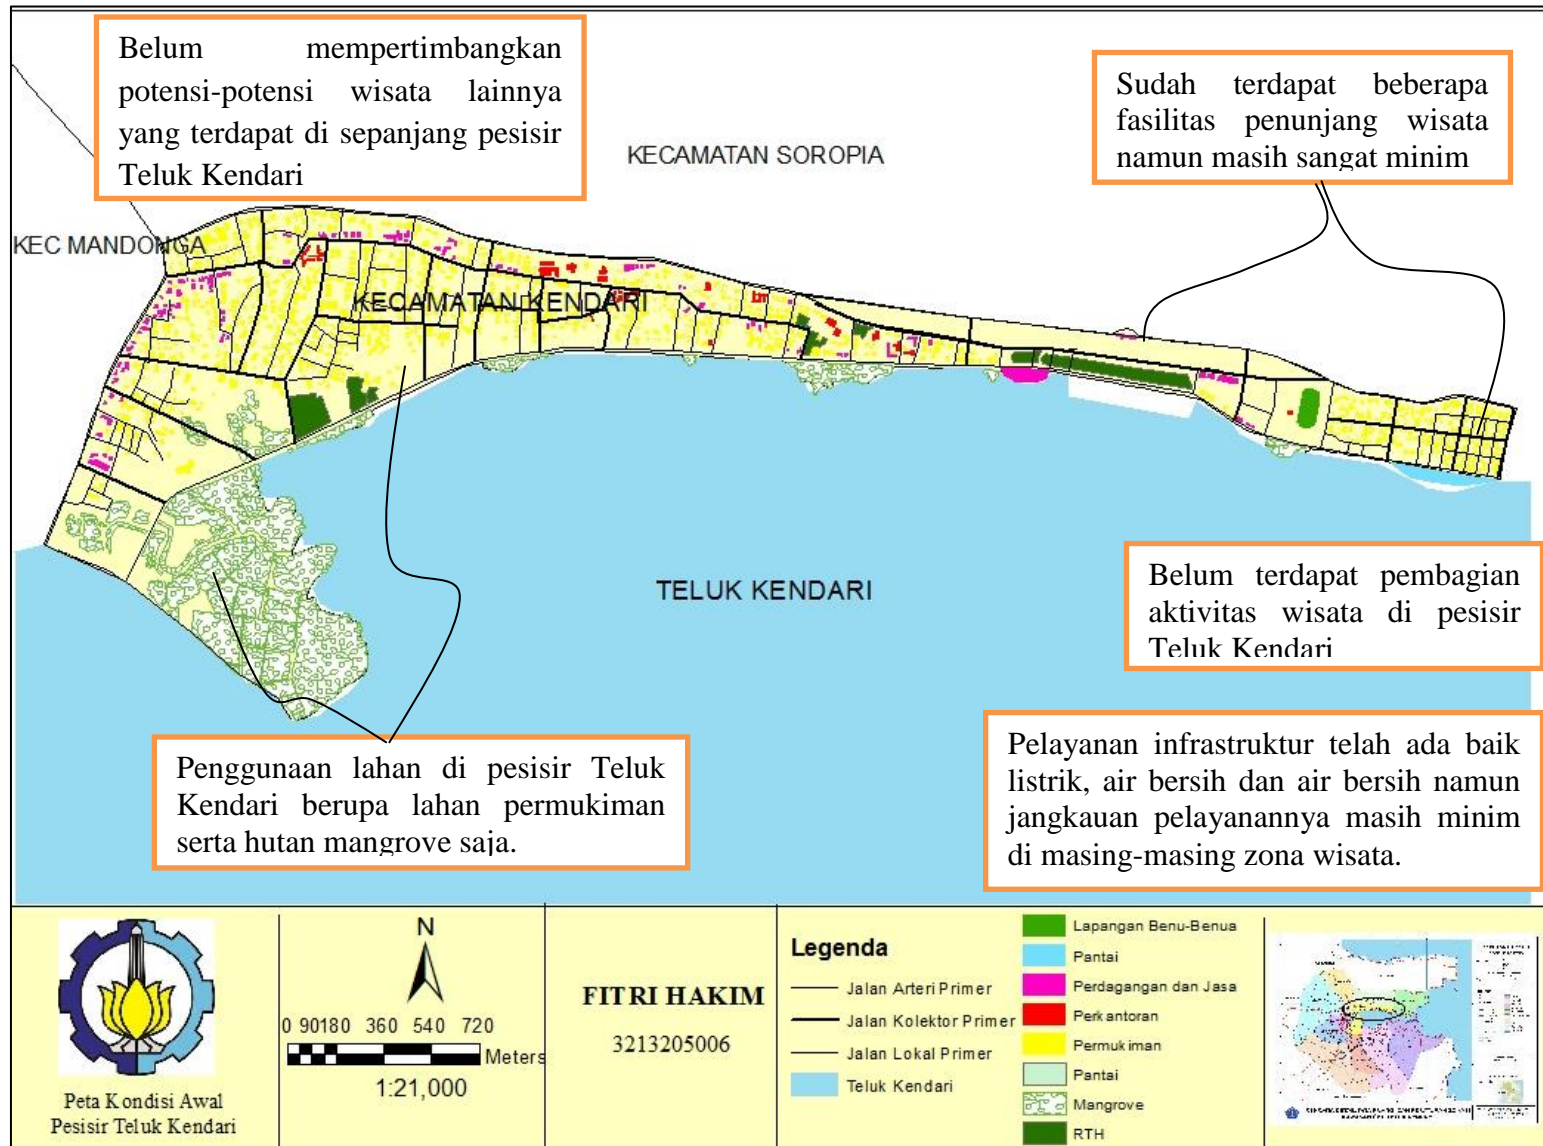 Belum mempertimbangkan
potensi-potensi wisata lainnya
yang terdapat di sepanjang pesisir
Teluk Kendari
Sudah terdapat beberapa
fasilitas penunjang wisata
namun masih sangat minim
KECAMATAN SOROPIA
KEC MANDONGA
KECAMATAN KENDARI
TELUK KENDARI
Belum terdapat pembagian
aktivitas wisata di pesisir
Teluk Kendari
Penggunaan lahan di pesisir Teluk
Kendari berupa lahan permukiman
serta hutan mangrove saja.
Pelayanan infrastruktur telah ada baik
listrik, air bersih dan air bersih namun
jangkauan pelayanannya masih minim
di masing-masing zona wisata.
Peta Kondisi Awal
Pesisir Teluk Kendari
N
0 90180 360 540 720
Meters
1:21,000
FITRI HAKIM
3213205006
Legenda
Jalan Arteri Primer
Jalan Kolektor Primer
Jalan Lokal Primer
Teluk Kendari
Lapangan Benu-Benua
Pantai
Perdagangan dan Jasa
Perkantoran
Permukiman
Pantai
Mangrove
RTH